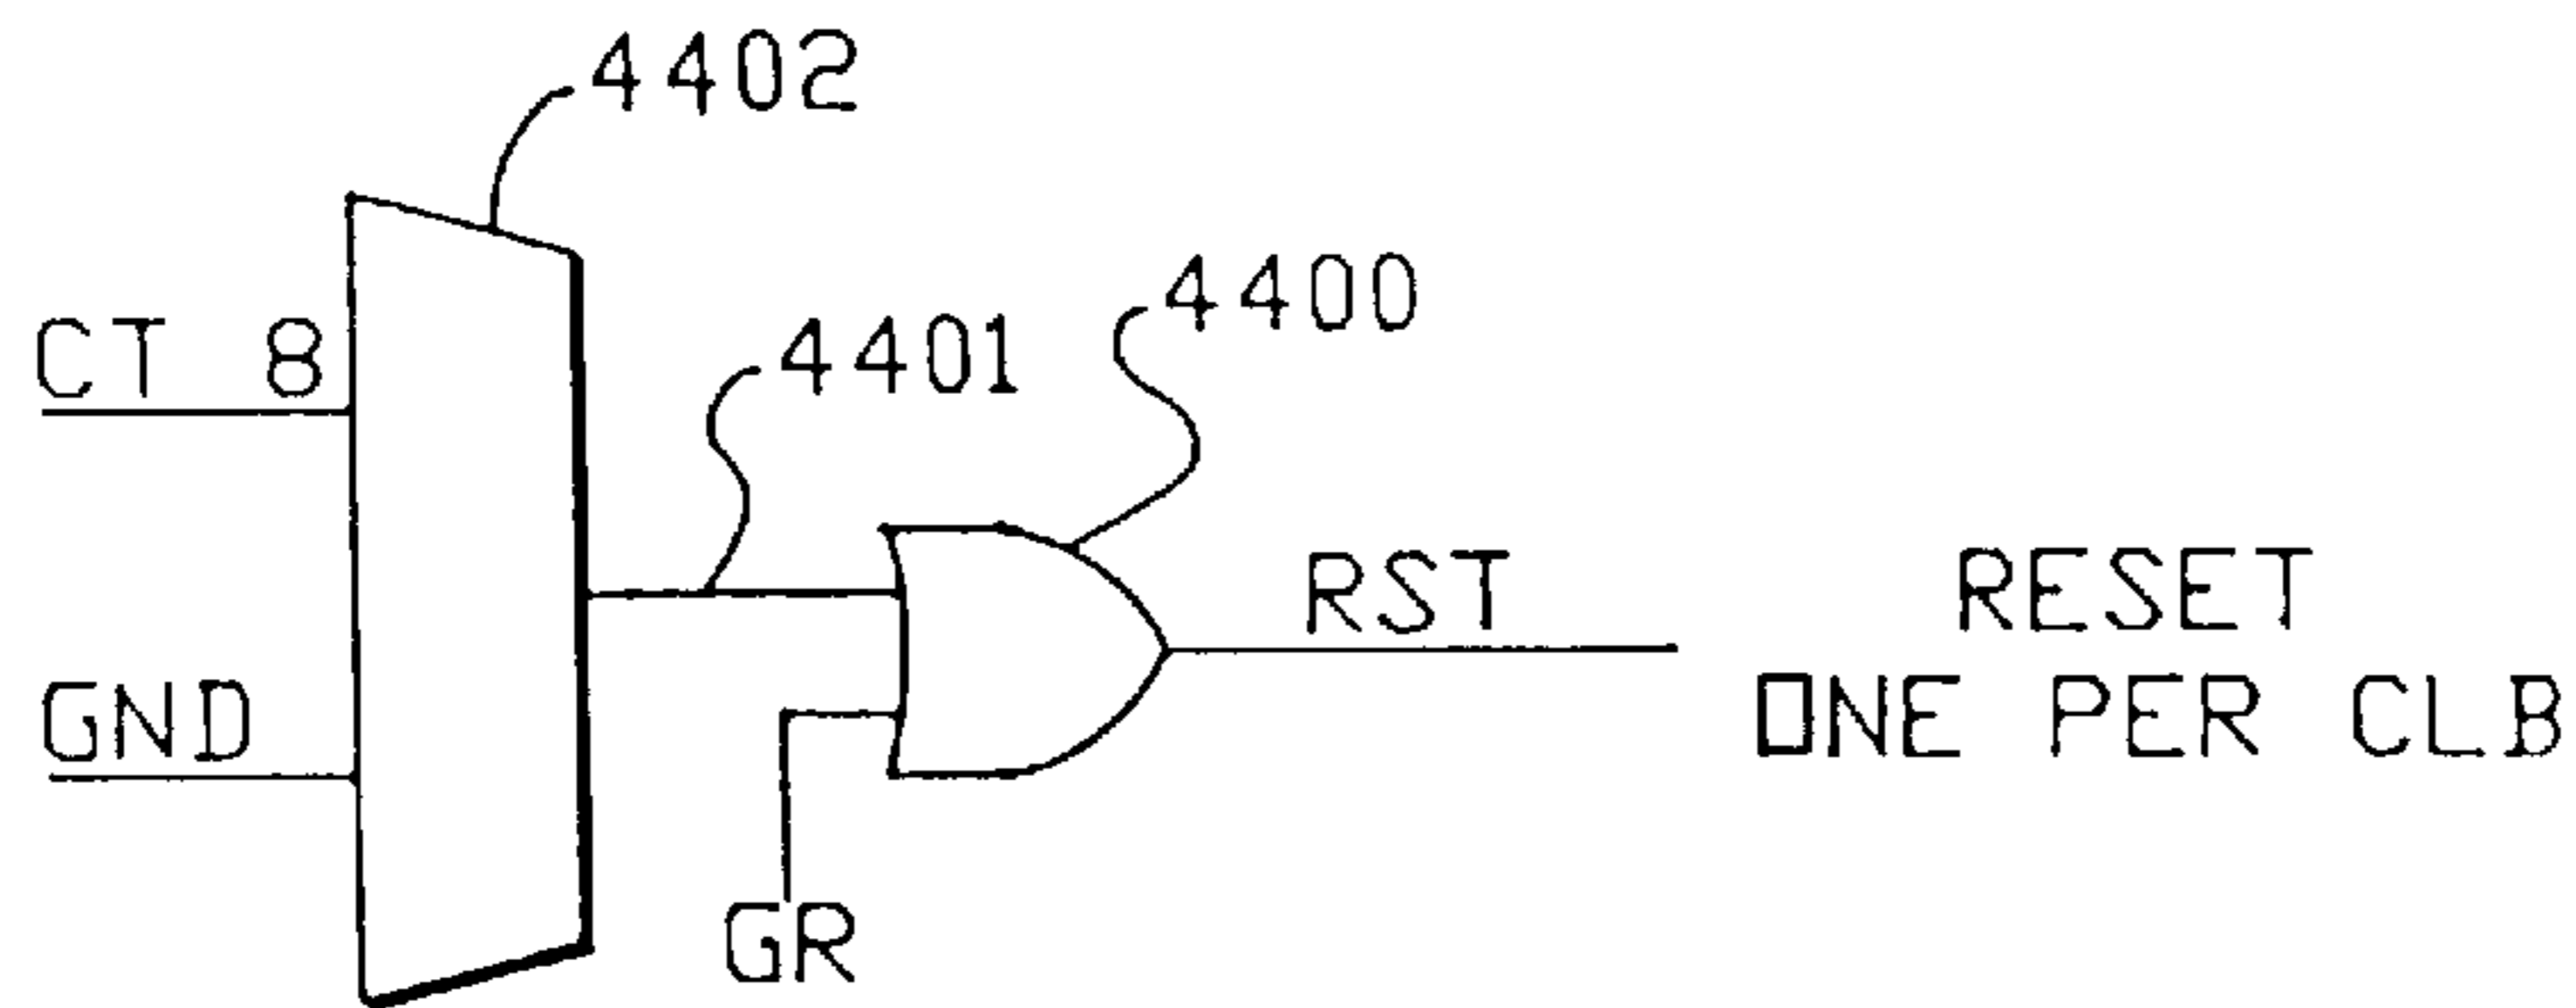 4402
4400
CT 8
4401
RST
RESET
ONE PER CLB
GND
GR